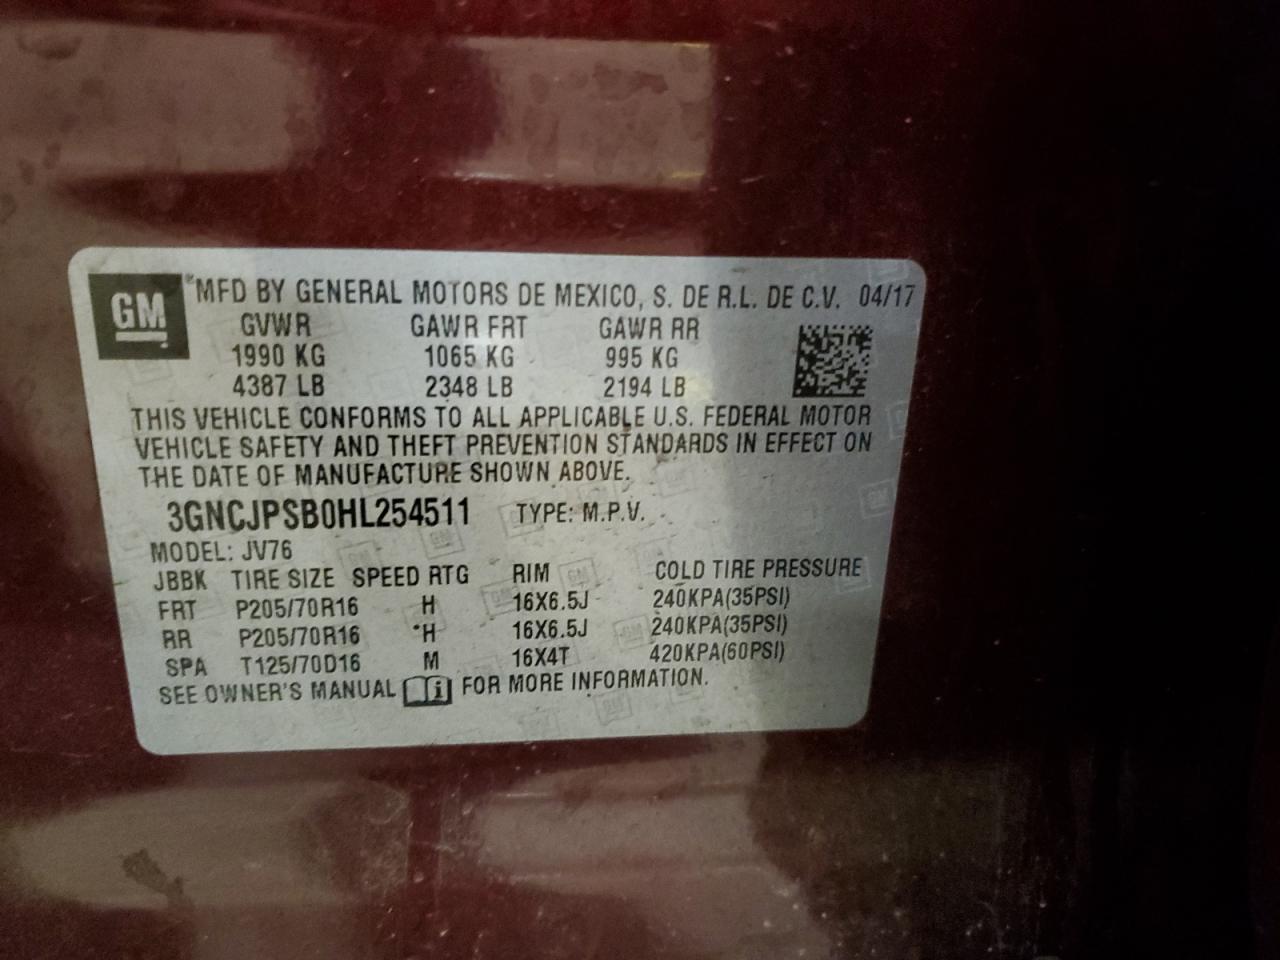 GM
®MFD BY GENERAL MOTORS DE MEXICO, S. DE R.L. DE C.V. 04/17
GVWR GAWR FRT GAWR RR
1990 KG 1065 KG 995 KG
4387 LB 2348 LB 2194 LB
THIS VEHICLE CONFORMS TO ALL APPLICABLE U.S. FEDERAL MOTOR
VEHICLE SAFETY AND THEFT PREVENTION STANDARDS IN EFFECT ON
THE DATE OF MANUFACTURE SHOWN ABOVE.
3GNCJPSB0HL254511 TYPE: M.P.V.
MODEL: JV76
JBBK TIRE SIZE SPEED RTG RIM COLD TIRE PRESSURE
FRT P205/70R16 H 16X6.5J 240KPA(35PSI)
RR P205/70R16 H 16X6.5J 240KPA(35PSI)
SPA T125/70D16 M 16X4T 420KPA(60PSI)
SEE OWNER'S MANUAL i FOR MORE INFORMATION.